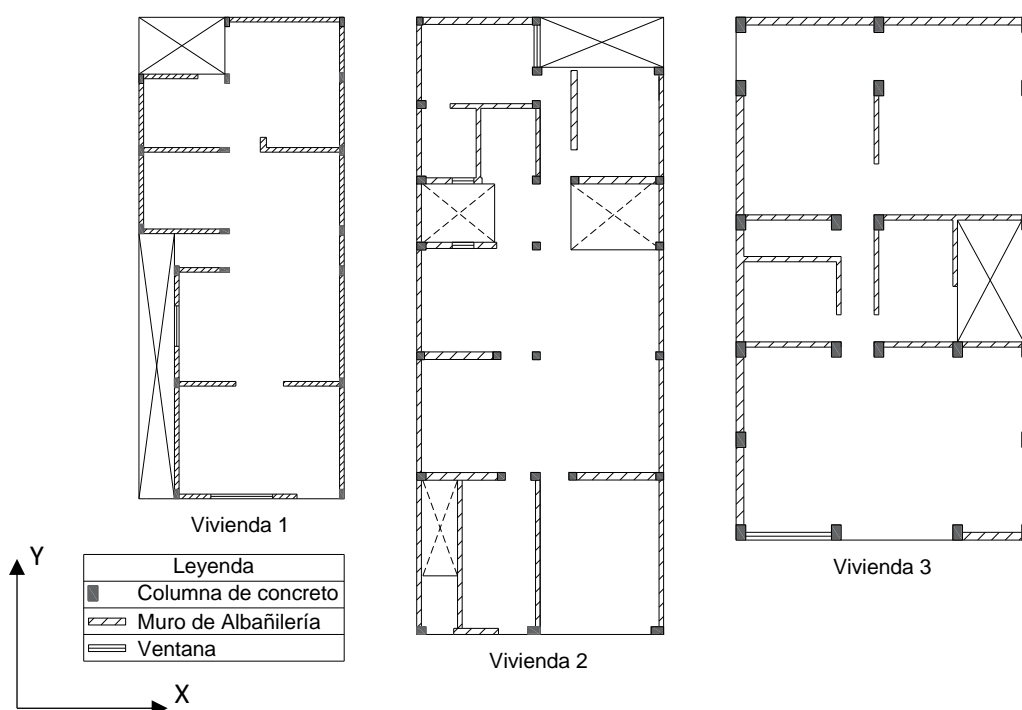 Vivienda 1
Vivienda 2
Vivienda 3
Y
X
Leyenda
Columna de concreto
Muro de Albañilería
Ventana